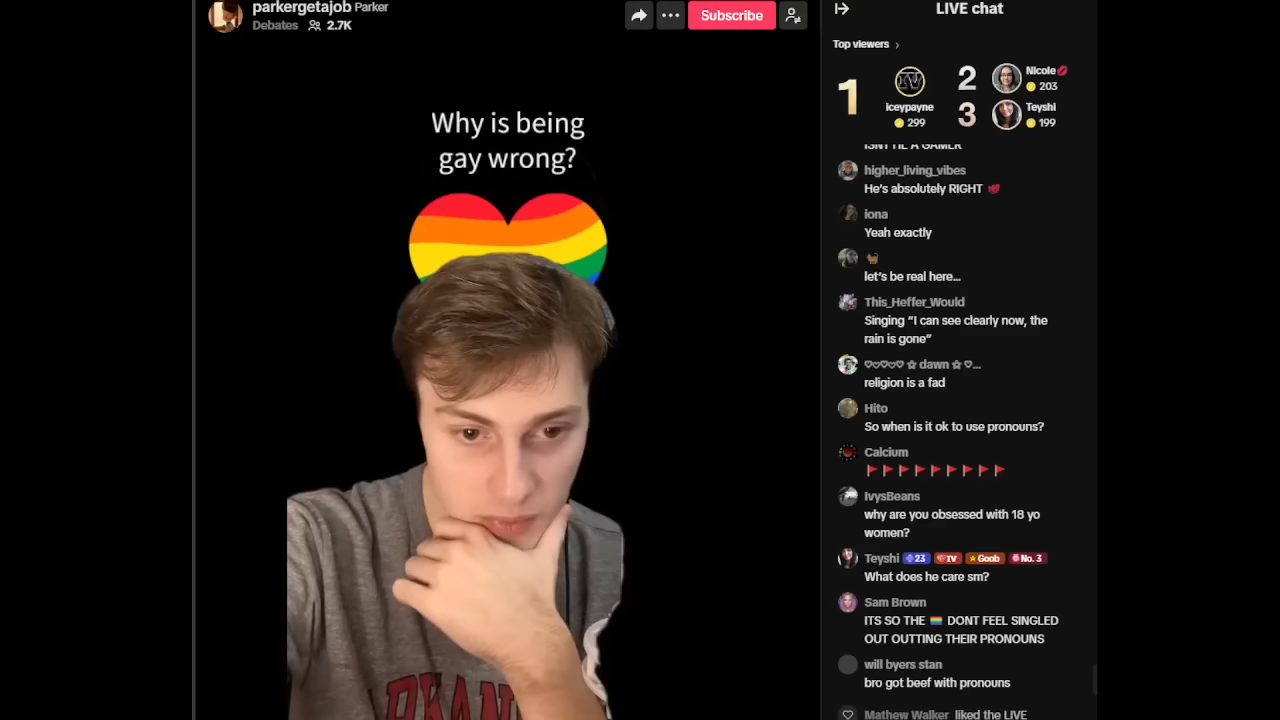 parkergetajob Parker
Debates 2.7K
Subscribe
Why is being
gay wrong?
LIVE chat
Top viewers
1
IV
Iceypayne
299
2
Nicole
203
3
Teyshi
199
ISNT HE A GAMER
higher_living_vibes
He's absolutely RIGHT
iona
Yeah exactly
let's be real here...
This_Heffer_Would
Singing "I can see clearly now, the
rain is gone"
dawn ...
religion is a fad
Hito
So when is it ok to use pronouns?
Calcium
IvysBeans
why are you obsessed with 18 yo
women?
Teyshi 23 IV Goob No. 3
What does he care sm?
Sam Brown
ITS SO THE 🏳️‍🌈 DONT FEEL SINGLED
OUT OUTTING THEIR PRONOUNS
will byers stan
bro got beef with pronouns
Mathew Walker liked the LIVE